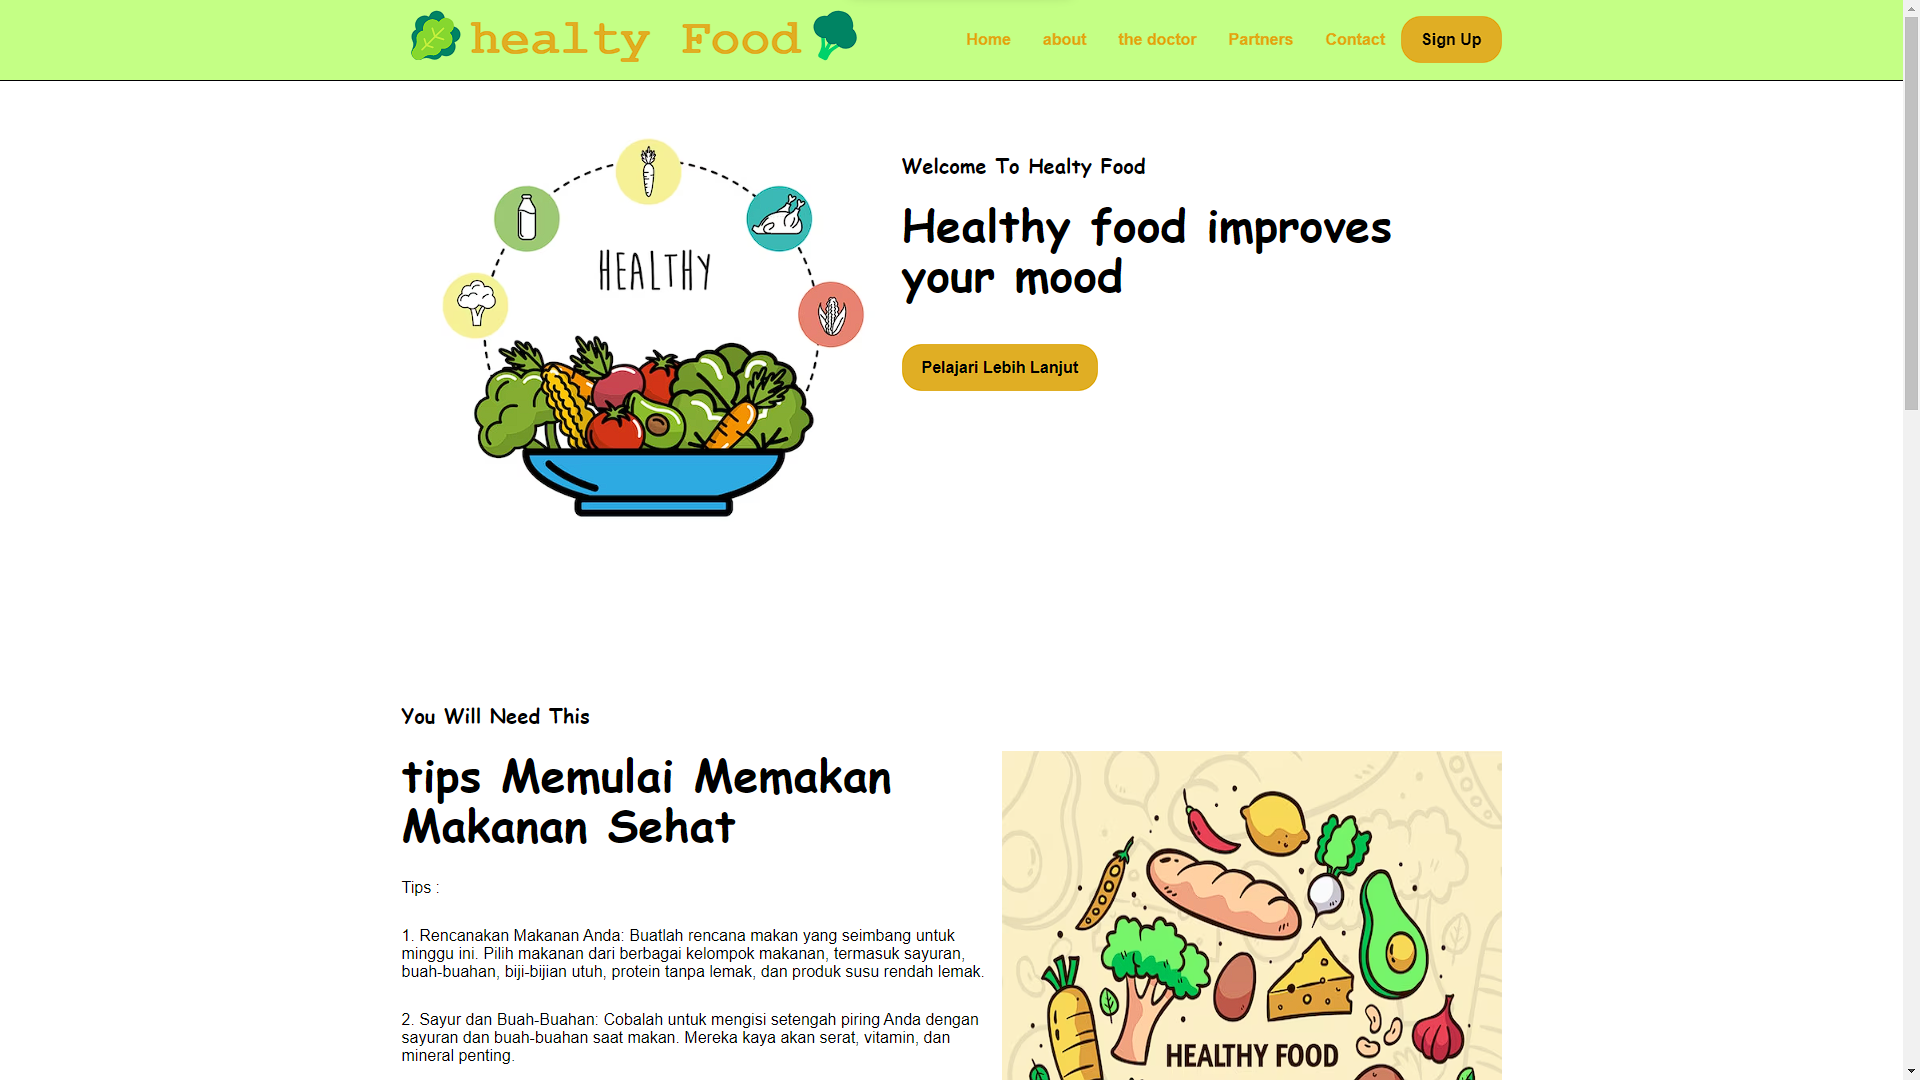 healty Food
Home about the doctor Partners Contact Sign Up
HEALTHY
Welcome To Healty Food
Healthy food improves
your mood
Pelajari Lebih Lanjut
You Will Need This
tips Memulai Memakan
Makanan Sehat
Tips :
1. Rencanakan Makanan Anda: Buatlah rencana makan yang seimbang untuk
minggu ini. Pilih makanan dari berbagai kelompok makanan, termasuk sayuran,
buah-buahan, biji-bijian utuh, protein tanpa lemak, dan produk susu rendah lemak.
2. Sayur dan Buah-Buahan: Cobalah untuk mengisi setengah piring Anda dengan
sayuran dan buah-buahan saat makan. Mereka kaya akan serat, vitamin, dan
mineral penting.
HEALTHY FOOD